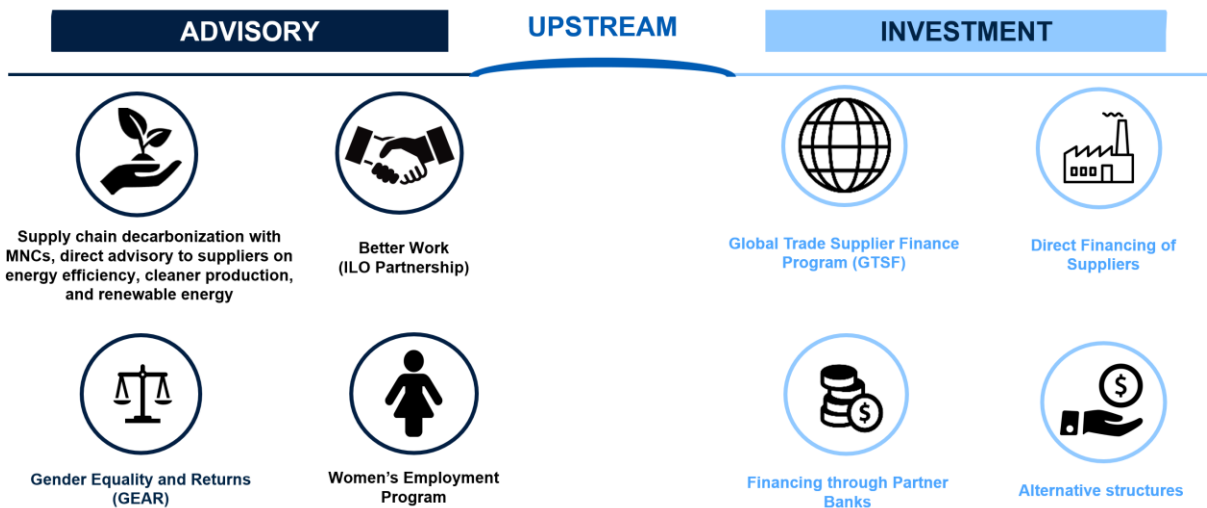 ADVISORY
UPSTREAM
INVESTMENT
Supply chain decarbonization with
MNCs, direct advisory to suppliers on
energy efficiency, cleaner production,
and renewable energy
Better Work
(ILO Partnership)
Global Trade Supplier Finance
Program (GTSF)
Direct Financing of
Suppliers
$
$
Gender Equality and Returns
(GEAR)
Women's Employment
Program
Financing through Partner
Banks
Alternative structures